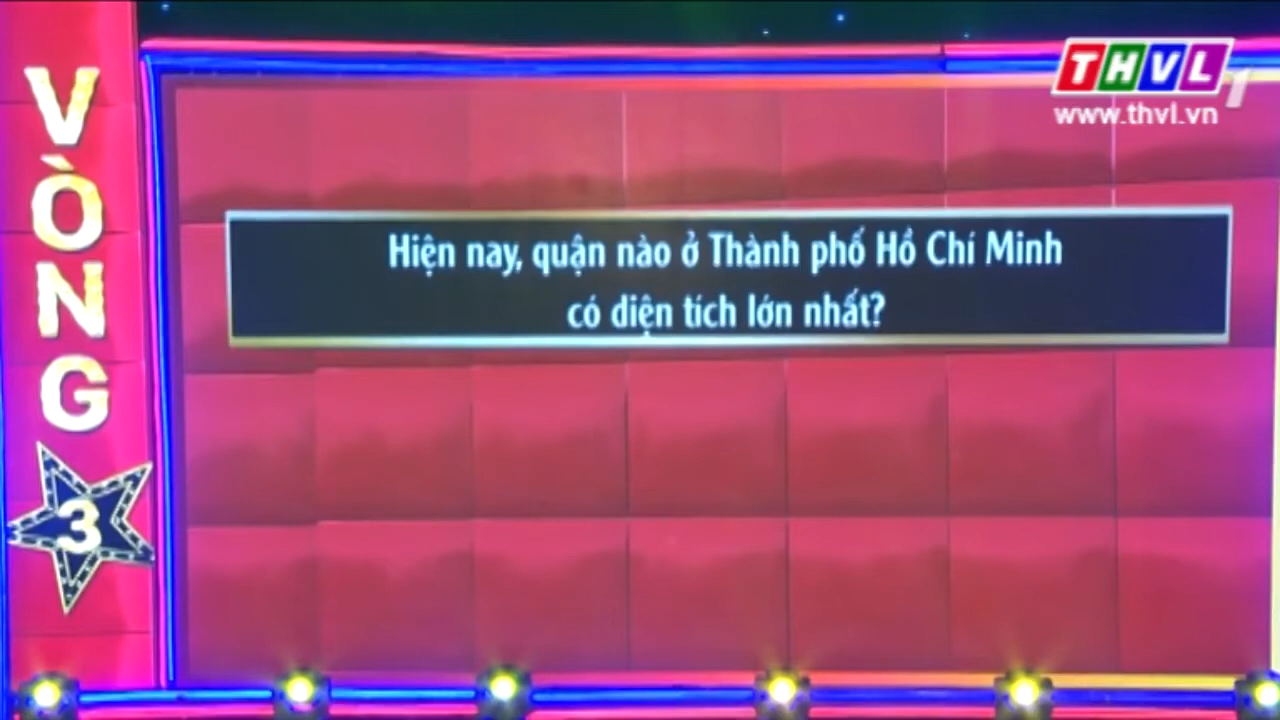 VÒNG
3
THVL1
www.thvl.vn
Hiện nay, quận nào ở Thành phố Hồ Chí Minh
có diện tích lớn nhất?